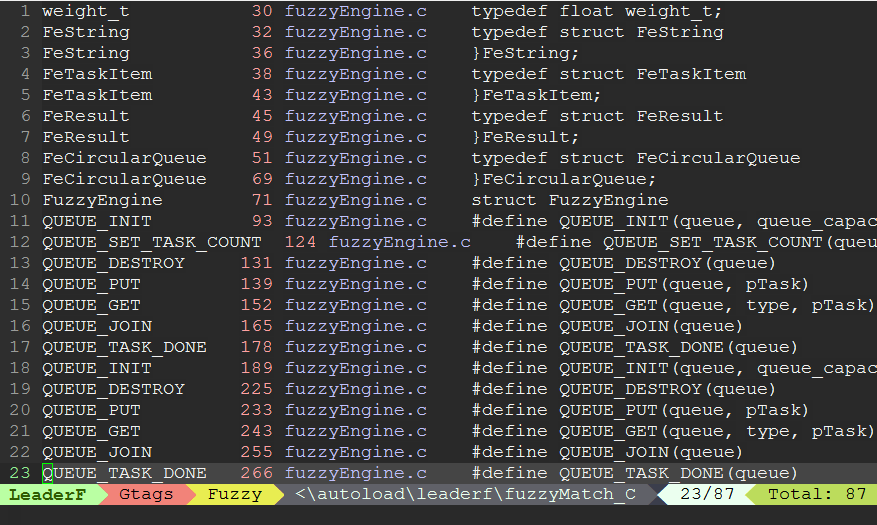 1 weight_t 30 fuzzyEngine.c typedef float weight_t;
2 FeString 32 fuzzyEngine.c typedef struct FeString
3 FeString 36 fuzzyEngine.c }FeString;
4 FeTaskItem 38 fuzzyEngine.c typedef struct FeTaskItem
5 FeTaskItem 43 fuzzyEngine.c }FeTaskItem;
6 FeResult 45 fuzzyEngine.c typedef struct FeResult
7 FeResult 49 fuzzyEngine.c }FeResult;
8 FeCircularQueue 51 fuzzyEngine.c typedef struct FeCircularQueue
9 FeCircularQueue 69 fuzzyEngine.c }FeCircularQueue;
10 FuzzyEngine 71 fuzzyEngine.c struct FuzzyEngine
11 QUEUE_INIT 93 fuzzyEngine.c #define QUEUE_INIT(queue, queue_capac
12 QUEUE_SET_TASK_COUNT 124 fuzzyEngine.c #define QUEUE_SET_TASK_COUNT(queu
13 QUEUE_DESTROY 131 fuzzyEngine.c #define QUEUE_DESTROY(queue)
14 QUEUE_PUT 139 fuzzyEngine.c #define QUEUE_PUT(queue, pTask)
15 QUEUE_GET 152 fuzzyEngine.c #define QUEUE_GET(queue, type, pTask)
16 QUEUE_JOIN 165 fuzzyEngine.c #define QUEUE_JOIN(queue)
17 QUEUE_TASK_DONE 178 fuzzyEngine.c #define QUEUE_TASK_DONE(queue)
18 QUEUE_INIT 189 fuzzyEngine.c #define QUEUE_INIT(queue, queue_capac
19 QUEUE_DESTROY 225 fuzzyEngine.c #define QUEUE_DESTROY(queue)
20 QUEUE_PUT 233 fuzzyEngine.c #define QUEUE_PUT(queue, pTask)
21 QUEUE_GET 243 fuzzyEngine.c #define QUEUE_GET(queue, type, pTask)
22 QUEUE_JOIN 255 fuzzyEngine.c #define QUEUE_JOIN(queue)
23 QUEUE_TASK_DONE 266 fuzzyEngine.c #define QUEUE_TASK_DONE(queue)
LeaderF Gtags Fuzzy <\autoload\leaderf\fuzzyMatch_C 23/87 Total: 87